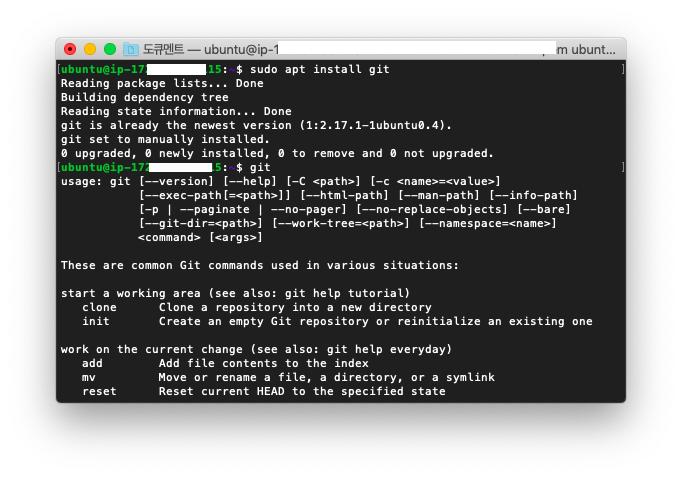 도큐멘트 — ubuntu@ip-1 om ubunt...
[ubuntu@ip-172 15:~$ sudo apt install git ]
Reading package lists... Done
Building dependency tree
Reading state information... Done
git is already the newest version (1:2.17.1-1ubuntu0.4).
git set to manually installed.
0 upgraded, 0 newly installed, 0 to remove and 0 not upgraded.
[ubuntu@ip-172 15:~$ git ]
usage: git [--version] [--help] [-C <path>] [-c <name>=<value>]
[--exec-path[=<path>]] [--html-path] [--man-path] [--info-path]
[-p | --paginate | --no-pager] [--no-replace-objects] [--bare]
[--git-dir=<path>] [--work-tree=<path>] [--namespace=<name>]
<command> [<args>]
These are common Git commands used in various situations:
start a working area (see also: git help tutorial)
clone Clone a repository into a new directory
init Create an empty Git repository or reinitialize an existing one
work on the current change (see also: git help everyday)
add Add file contents to the index
mv Move or rename a file, a directory, or a symlink
reset Reset current HEAD to the specified state